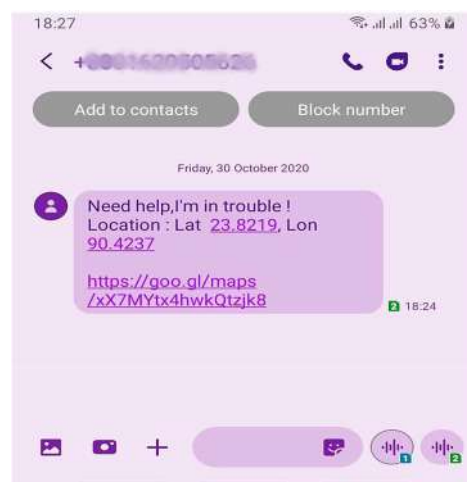 18:27
63%
Add to contacts
Block number
Friday, 30 October 2020
Need help,I'm in trouble !
Location : Lat 23.8219, Lon
90.4237
https://goo.gl/maps
/xX7MYtx4hwkQtzjk8
2 18:24
1
2